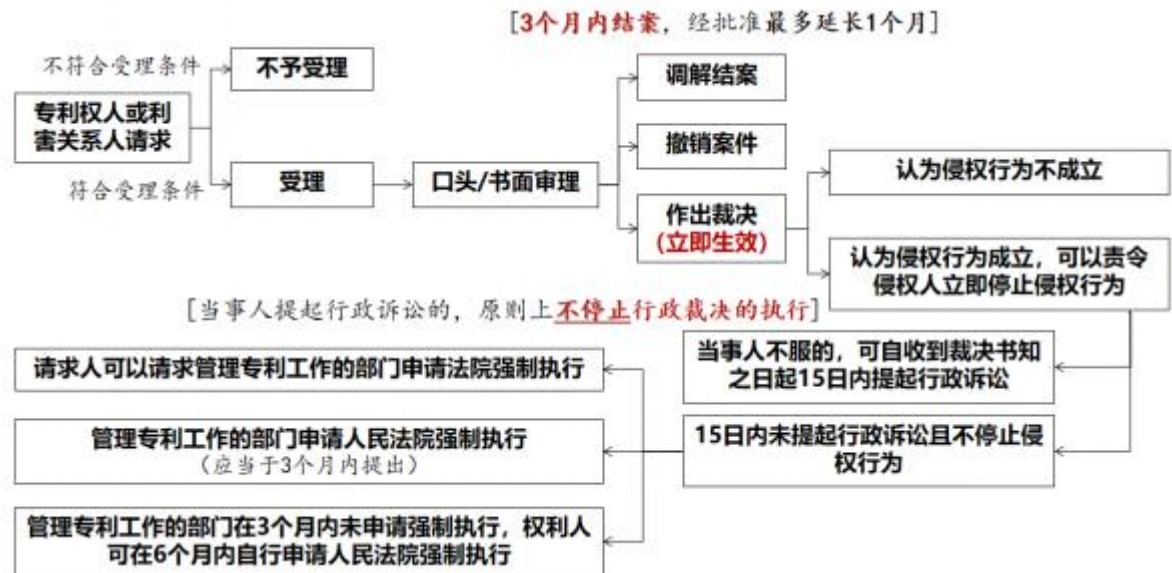 [3个月内结案，经批准最多延长1个月]
不符合受理条件
不予受理
调解结案
专利权人或利
害关系人请求
撤销案件
符合受理条件
受理
口头/书面审理
认为侵权行为不成立
作出裁决
(立即生效)
认为侵权行为成立，可以责令
侵权人立即停止侵权行为
[当事人提起行政诉讼的，原则上不停止行政裁决的执行]
请求人可以请求管理专利工作的部门申请法院强制执行
当事人不服的，可自收到裁决书知
之日起15日内提起行政诉讼
管理专利工作的部门申请人民法院强制执行
（应当于3个月内提出）
15日内未提起行政诉讼且不停止侵
权行为
管理专利工作的部门在3个月内未申请强制执行，权利人
可在6个月内自行申请人民法院强制执行